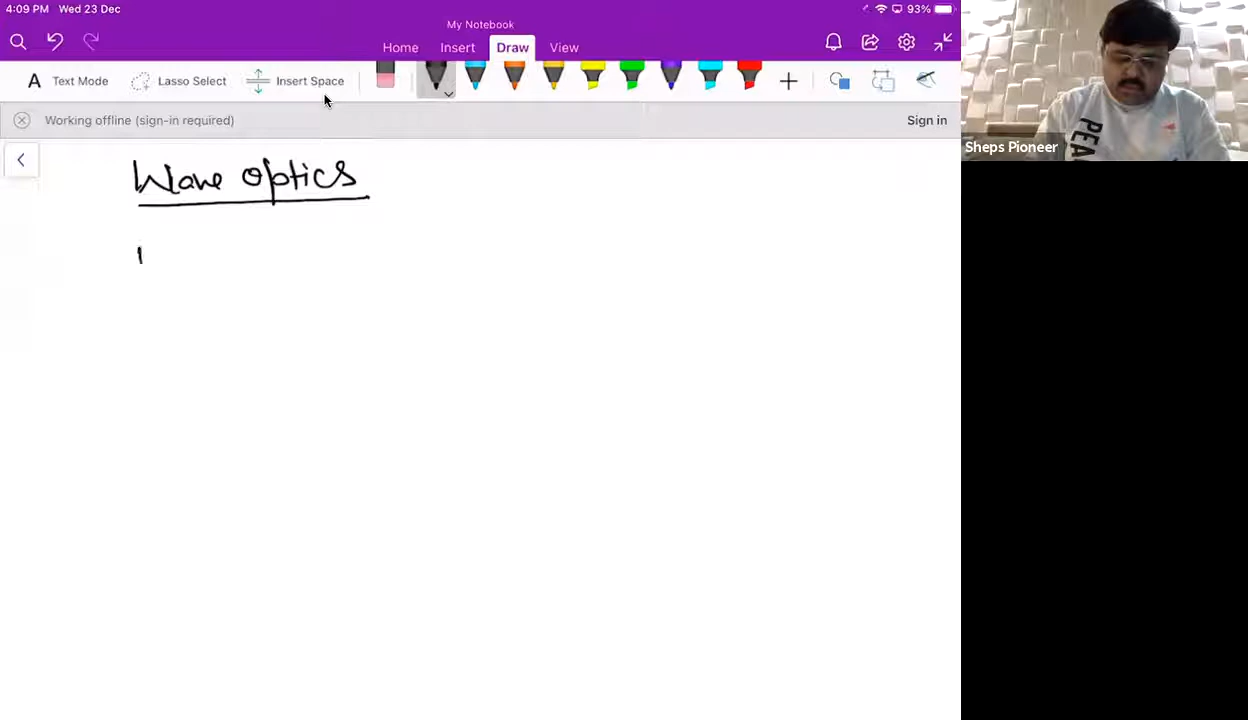 4:09 PM Wed 23 Dec
93%
My Notebook
Home Insert Draw View
A Text Mode Lasso Select Insert Space
Working offline (sign-in required) Sign in
Wave optics
Sheps Pioneer
PEA